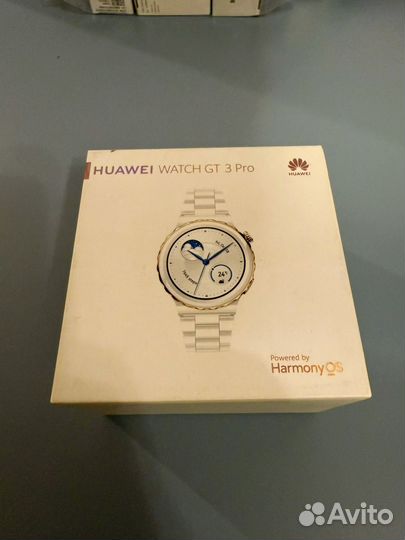 HUAWEI WATCH GT 3 Pro
HUAWEI
24°
Powered by
HarmonyOS
Avito